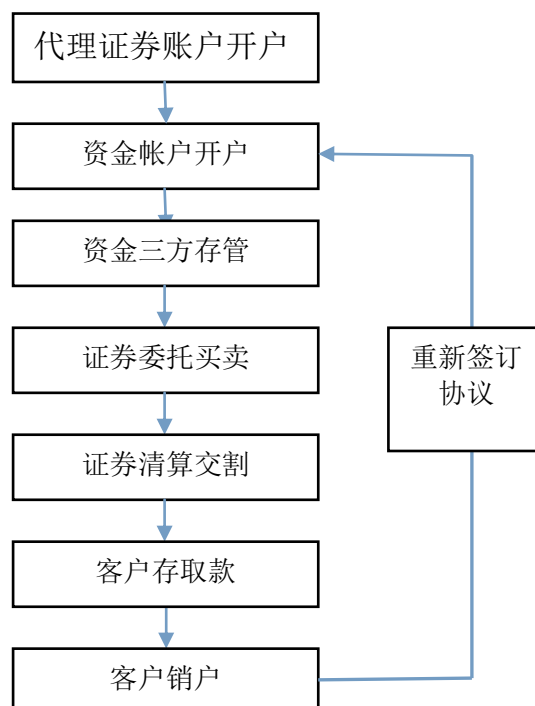 代理证券账户开户
资金帐户开户
资金三方存管
证券委托买卖
重新签订
协议
证券清算交割
客户存取款
客户销户